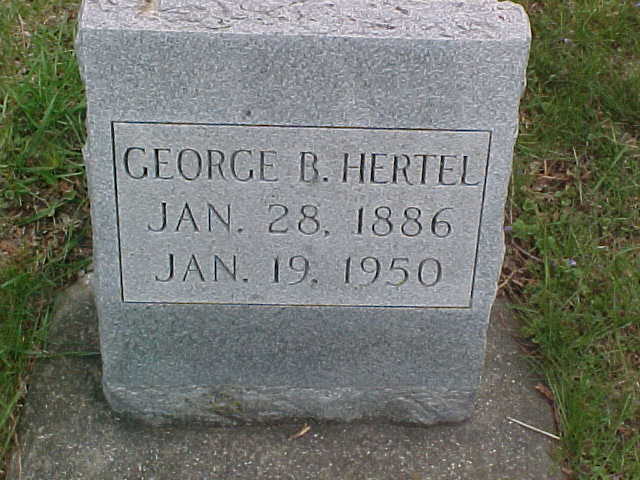 GEORGE B. HERTEL
JAN. 28, 1886
JAN. 19, 1950